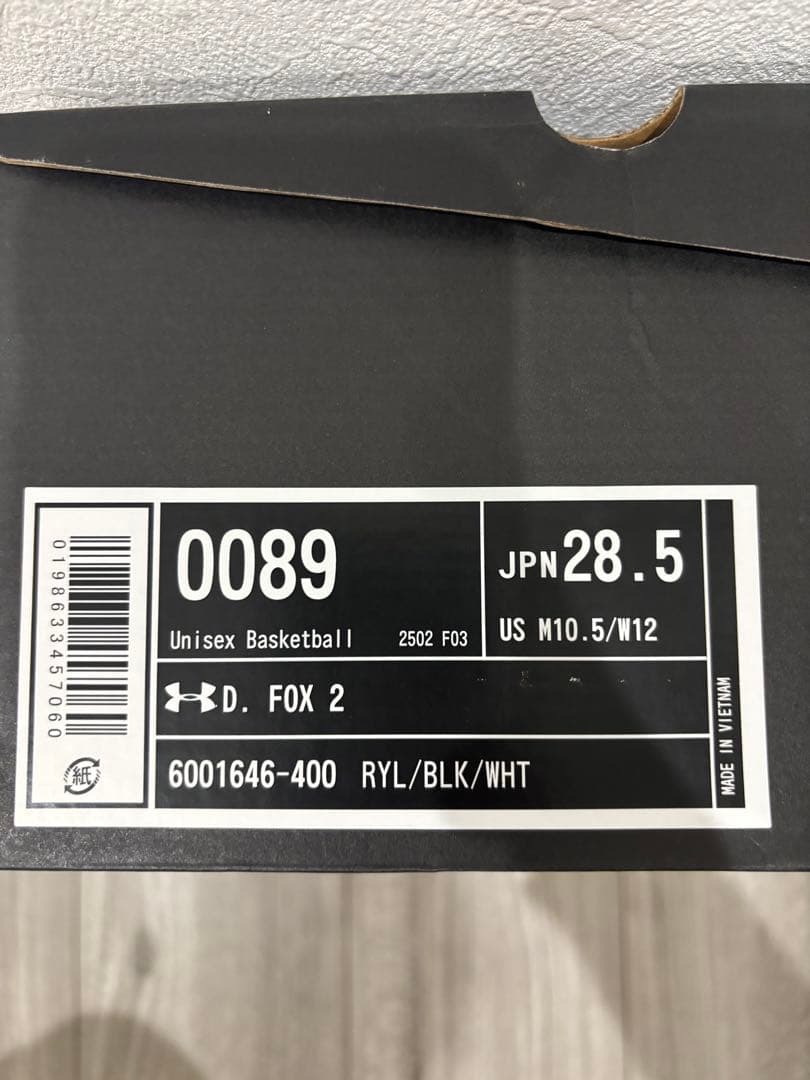 0198633457060
紙
0089
Unisex Basketball 2502 F03
JPN 28.5
US M10.5/W12
D. FOX 2
6001646-400 RYL/BLK/WHT
MADE IN VIETNAM